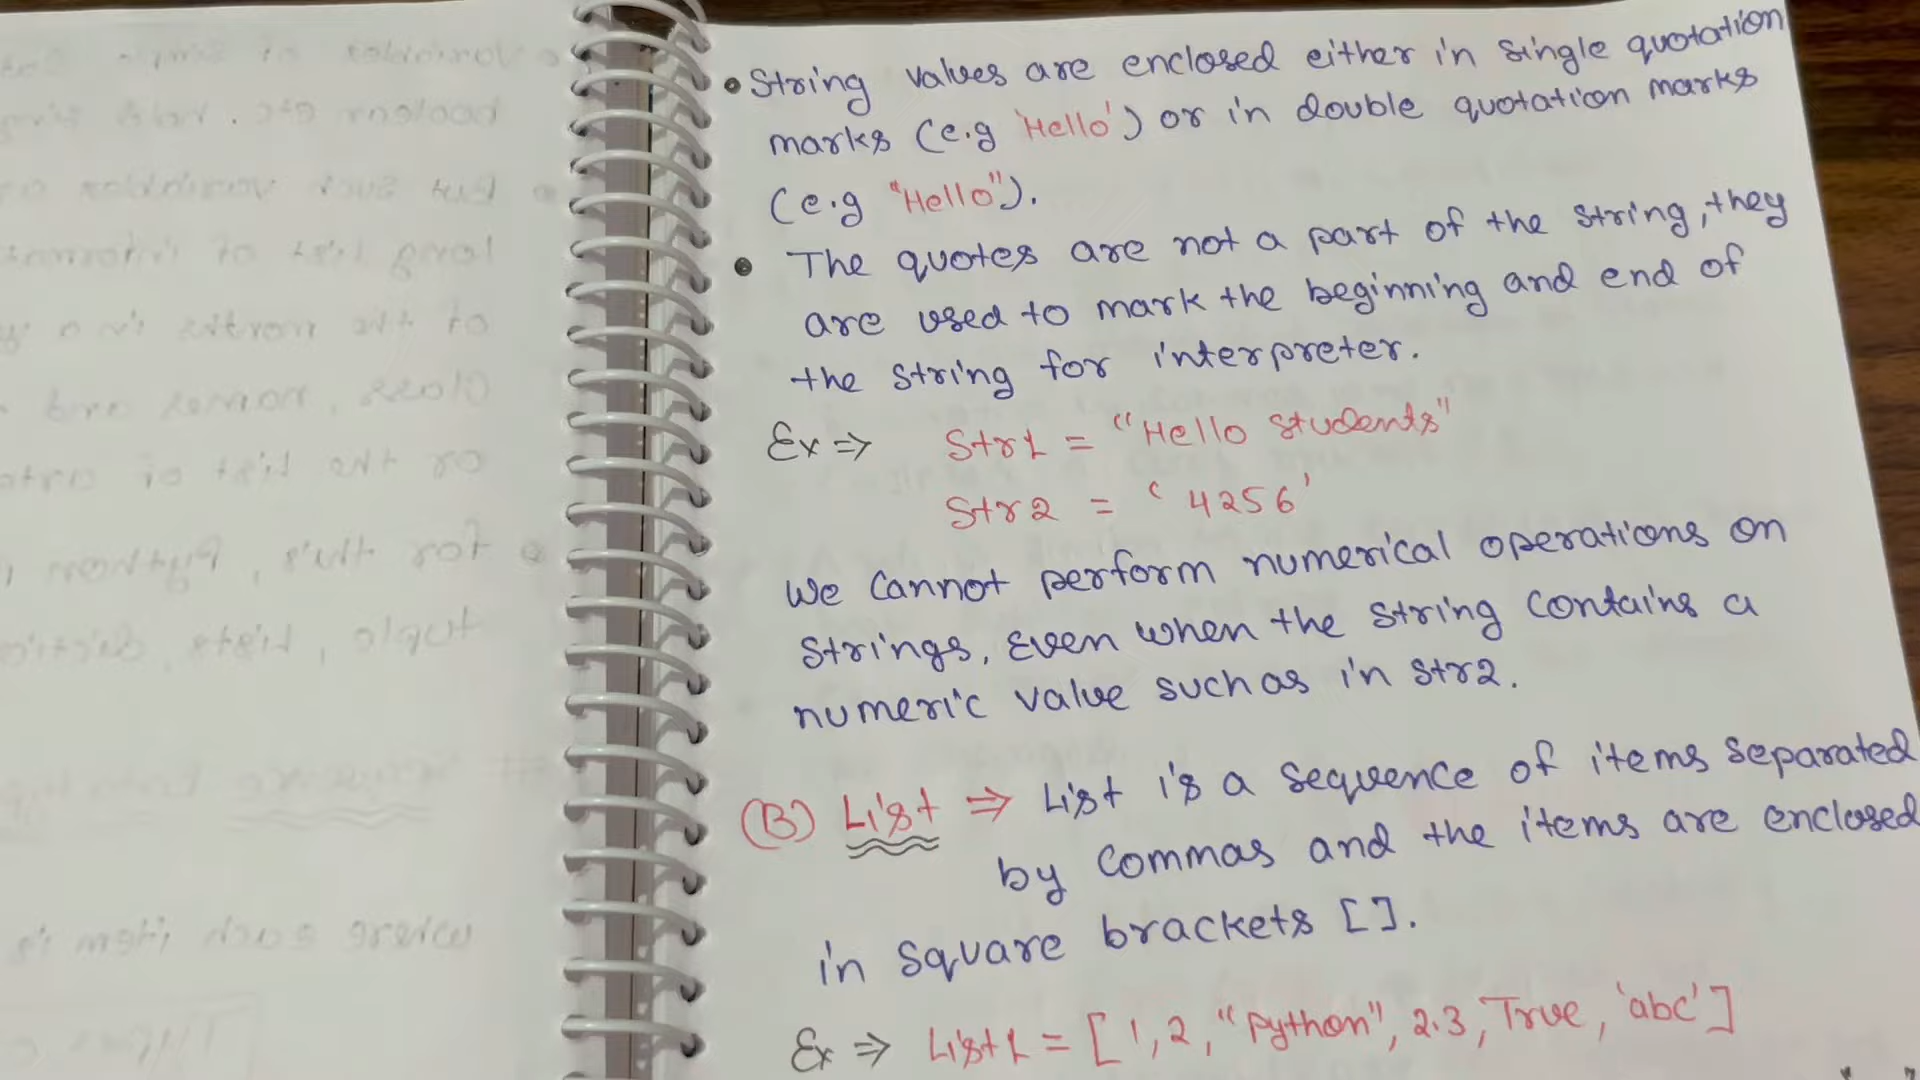 • String values are enclosed either in single quotation
marks (e.g 'Hello') or in double quotation marks
(e.g "Hello").
• The quotes are not a part of the string, they
are used to mark the beginning and end of
the string for interpreter.
Ex ⇒ Str1 = "Hello students"
Str2 = '4256'
We cannot perform numerical operations on
strings, Even when the string contains a
numeric value such as in str2.
(B) List ⇒ List is a sequence of items separated
by commas and the items are enclosed
in square brackets [].
Ex ⇒ List1 = [1, 2, "python", 2.3, True, 'abc']